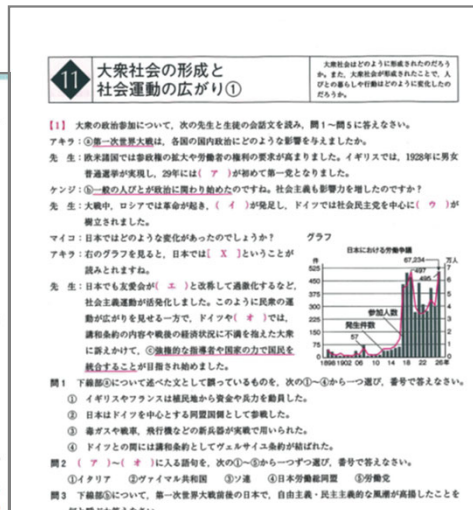 11
大衆社会の形成と
社会運動の広がり①
大衆社会はどのように形成されたのだろう
か。また、大衆社会が形成されたことで、人
びとの暮らしや行動はどのように変化したの
だろうか。
【1】 大衆の政治参加について、次の先生と生徒の会話文を読み、問1～問5に答えなさい。
アキラ：ⓐ第一次世界大戦は、各国の国内政治にどのような影響を与えましたか。
先 生：欧米諸国では参政権の拡大や労働者の権利の要求が高まりました。イギリスでは、1928年に男女
普通選挙が実現し、29年には（ ア ）が初めて第一党となりました。
ケンジ：ⓑ一般の人びとが政治に関わり始めたのですね。社会主義も影響力を増したのですか？
先 生：大戦中、ロシアでは革命が起き、（ イ ）が発足し、ドイツでは社会民主党を中心に（ ウ ）が
樹立されました。
マイコ：日本ではどのような変化があったのでしょうか？
アキラ：右のグラフを見ると、日本では［ X ］ということが
読みとれますね。
先 生：日本でも友愛会が（ エ ）と改称して過激化するなど、
社会主義運動が活発化しました。このように民衆の運
動が広がりを見せる一方で、ドイツや（ オ ）では、
講和条約の内容や戦後の経済状況に不満を抱いた大衆
に訴えかけて、ⓒ強権的な指導者や国家の力で国民を
統合することが目指され始めました。
グラフ
日本における労働争議
件
万人
67,234
497
495
525
450
375
300
225
150
75
0
7
6
5
4
3
2
1
0
参加人数
発生件数
57
1898 1902 06 10 14 18 22 26年
問1 下線部ⓐについて述べた文として誤っているものを、次の①～④から一つ選び、番号で答えなさい。
① イギリスやフランスは植民地から資金や兵力を動員した。
② 日本はドイツを中心とする同盟国側として参戦した。
③ 毒ガスや戦車、飛行機などの新兵器が実戦で用いられた。
④ ドイツとの間には講和条約としてヴェルサイユ条約が結ばれた。
問2 （ ア ）～（ オ ）に入る語句を、次の①～⑤から一つずつ選び、番号で答えなさい。
①イタリア ②ヴァイマル共和国 ③ソ連 ④日本労働総同盟 ⑤労働党
問3 下線部ⓑについて、第一次世界大戦前後の日本で、自由主義・民主主義的な風潮が高揚したことを